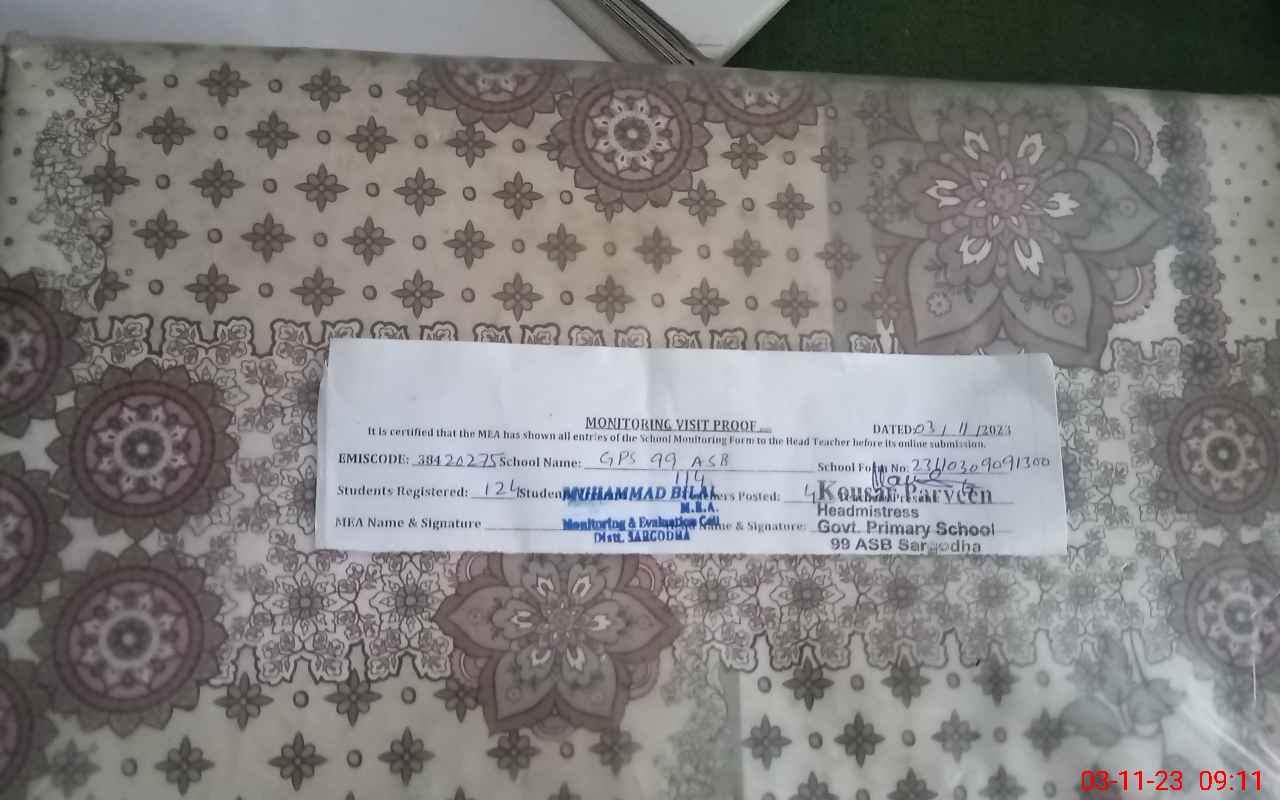 MONITORING VISIT PROOF
DATED: 03/11/2023
It is certified that the MEA has shown all entries of the School Monitoring Form to the Head Teacher before its online submission.
EMISCODE: 38420275 School Name: GPS 99 ASB School Form No: 23110309091300
Students Registered: 124 Student 114 ers Posted: 4
MUHAMMAD BILAL
M.E.A.
Monitoring & Evaluation Cell
Distt. SARGODHA
MEA Name & Signature Name & Signature:
Kousar Parveen
Headmistress
Govt. Primary School
99 ASB Sargodha
03-11-23 09:11